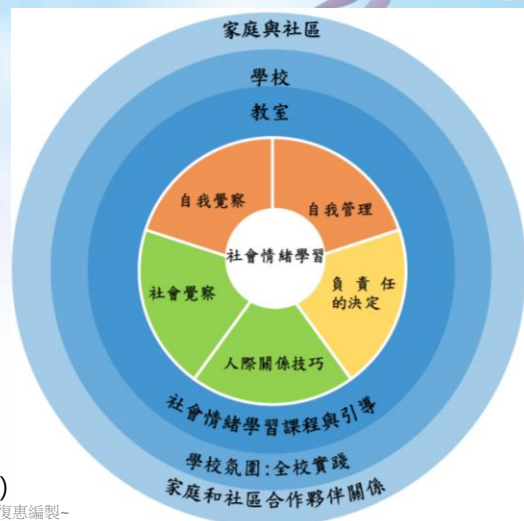 家庭與社區
學校
教室
自我覺察
自我管理
社會情緒學習
社會覺察
負責任
的決定
人際關係技巧
社會情緒學習課程與引導
學校氛圍:全校實踐
家庭和社區合作夥伴關係
)
復惠編製~